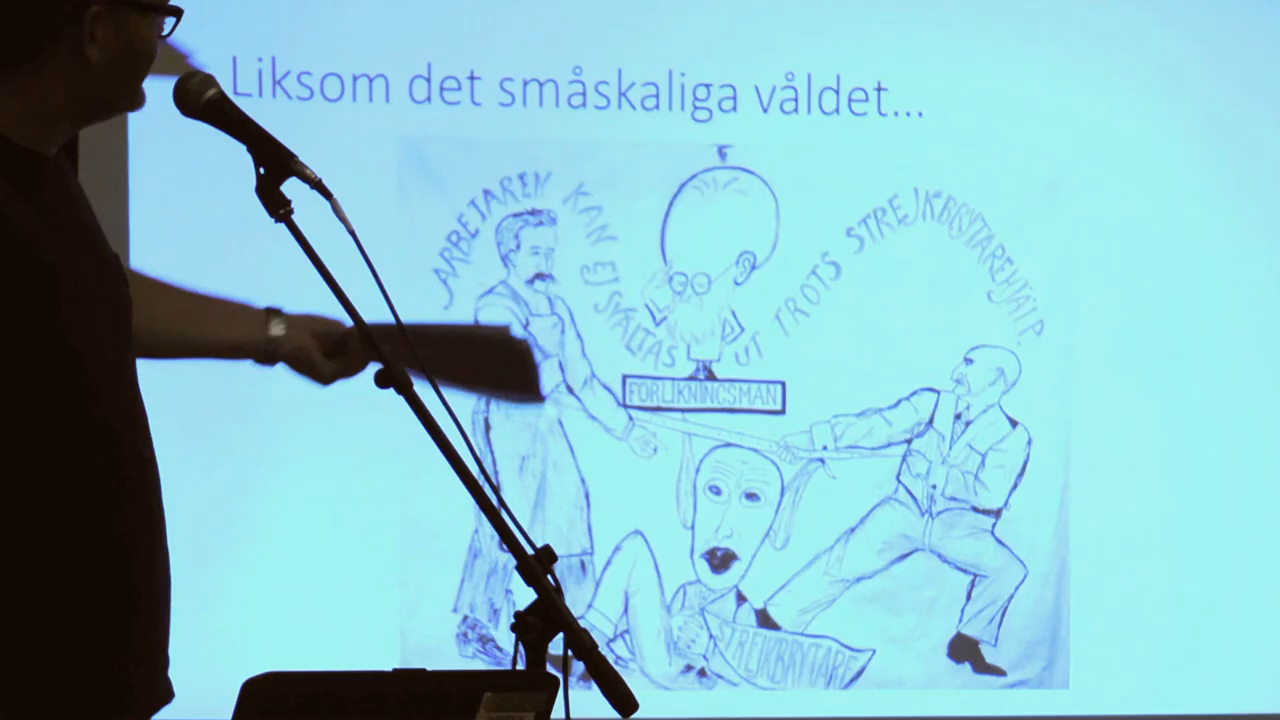 Liksom det småskaliga våldet...
ARBETAREN KAN EJ SVÄLTAS UT TROTS STREJKBRYTAREHJÄLP.
FÖRLIKNINGSMAN
STREJKBRYTARE